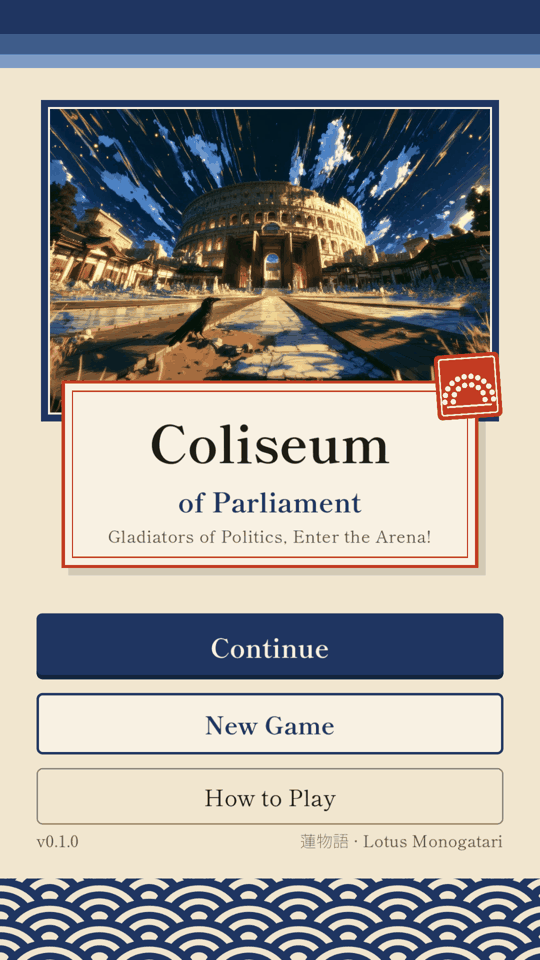 Coliseum
of Parliament
Gladiators of Politics, Enter the Arena!
Continue
New Game
How to Play
v0.1.0
蓮物語 · Lotus Monogatari